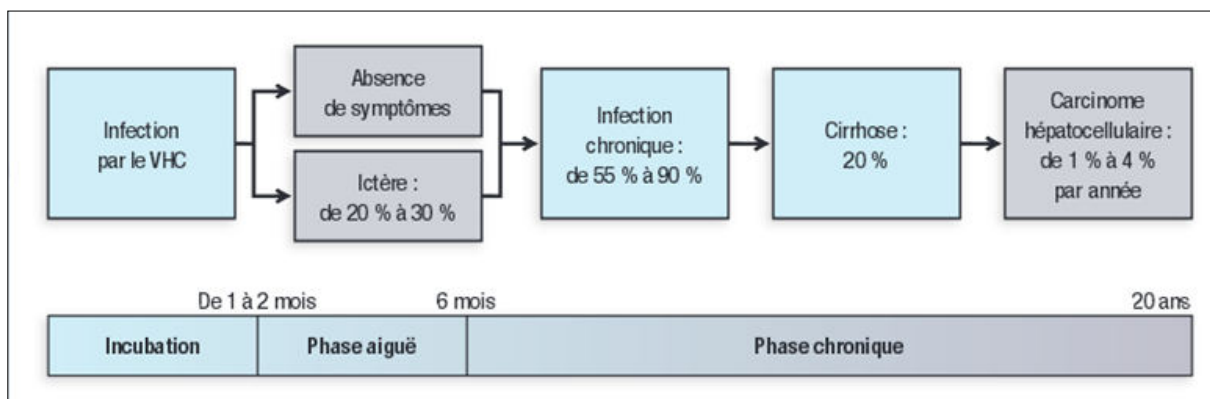 Infection
par le VHC
Absence
de symptômes
Ictère :
de 20 % à 30 %
Infection
chronique :
de 55 % à 90 %
Cirrhose :
20 %
Carcinome
hépatocellulaire :
de 1 % à 4 %
par année
De 1 à 2 mois
6 mois
20 ans
Incubation
Phase aiguë
Phase chronique